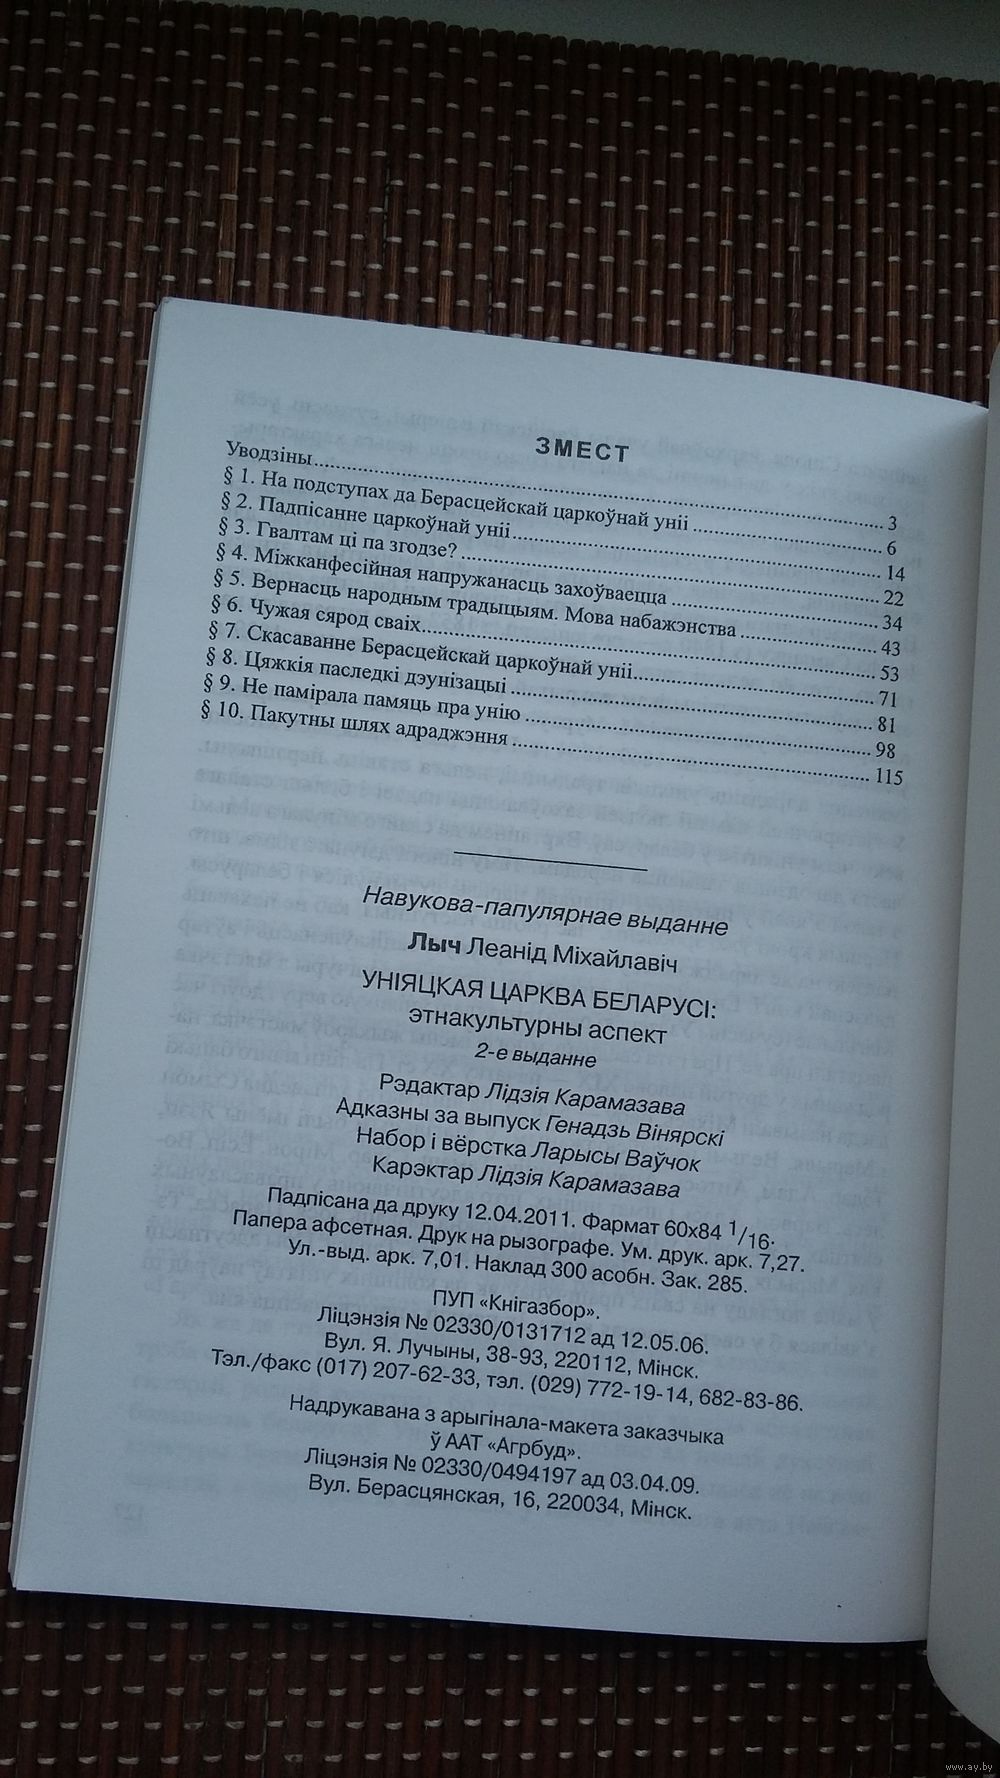 ЗМЕСТ
Уводзіны.......... 3
§ 1. На подступах да Берасцейскай царкоўнай уніі .......... 6
§ 2. Падпісанне царкоўнай уніі.......... 14
§ 3. Гвалтам ці па згодзе? .......... 22
§ 4. Міжканфесійная напружанасць захоўваецца .......... 34
§ 5. Вернасць народным традыцыям. Мова набажэнства .......... 43
§ 6. Чужая сярод сваіх.......... 53
§ 7. Скасаванне Берасцейскай царкоўнай уніі.......... 71
§ 8. Цяжкія паследкі дэунізацыі .......... 81
§ 9. Не памірала памяць пра унію .......... 98
§ 10. Пакутны шлях адраджэння .......... 115
Навукова-папулярнае выданне
Лыч Леанід Міхайлавіч
УНІЯЦКАЯ ЦАРКВА БЕЛАРУСІ:
этнакультурны аспект
2-е выданне
Рэдактар Лідзія Карамазава
Адказны за выпуск Генадзь Вінярскі
Набор і вёрстка Ларысы Ваўчок
Карэктар Лідзія Карамазава
Падпісана да друку 12.04.2011. Фармат 60х84 1/16.
Папера афсетная. Друк на рызографе. Ум. друк. арк. 7,27.
Ул.-выд. арк. 7,01. Наклад 300 асобн. Зак. 285.
ПУП «Кнігазбор».
Ліцэнзія № 02330/0131712 ад 12.05.06.
Вул. Я. Лучыны, 38-93, 220112, Мінск.
Тэл./факс (017) 207-62-33, тэл. (029) 772-19-14, 682-83-86.
Надрукавана з арыгінала-макета заказчыка
ў ААТ «Агрбуд».
Ліцэнзія № 02330/0494197 ад 03.04.09.
Вул. Берасцянская, 16, 220034, Мінск.
www.ay.by